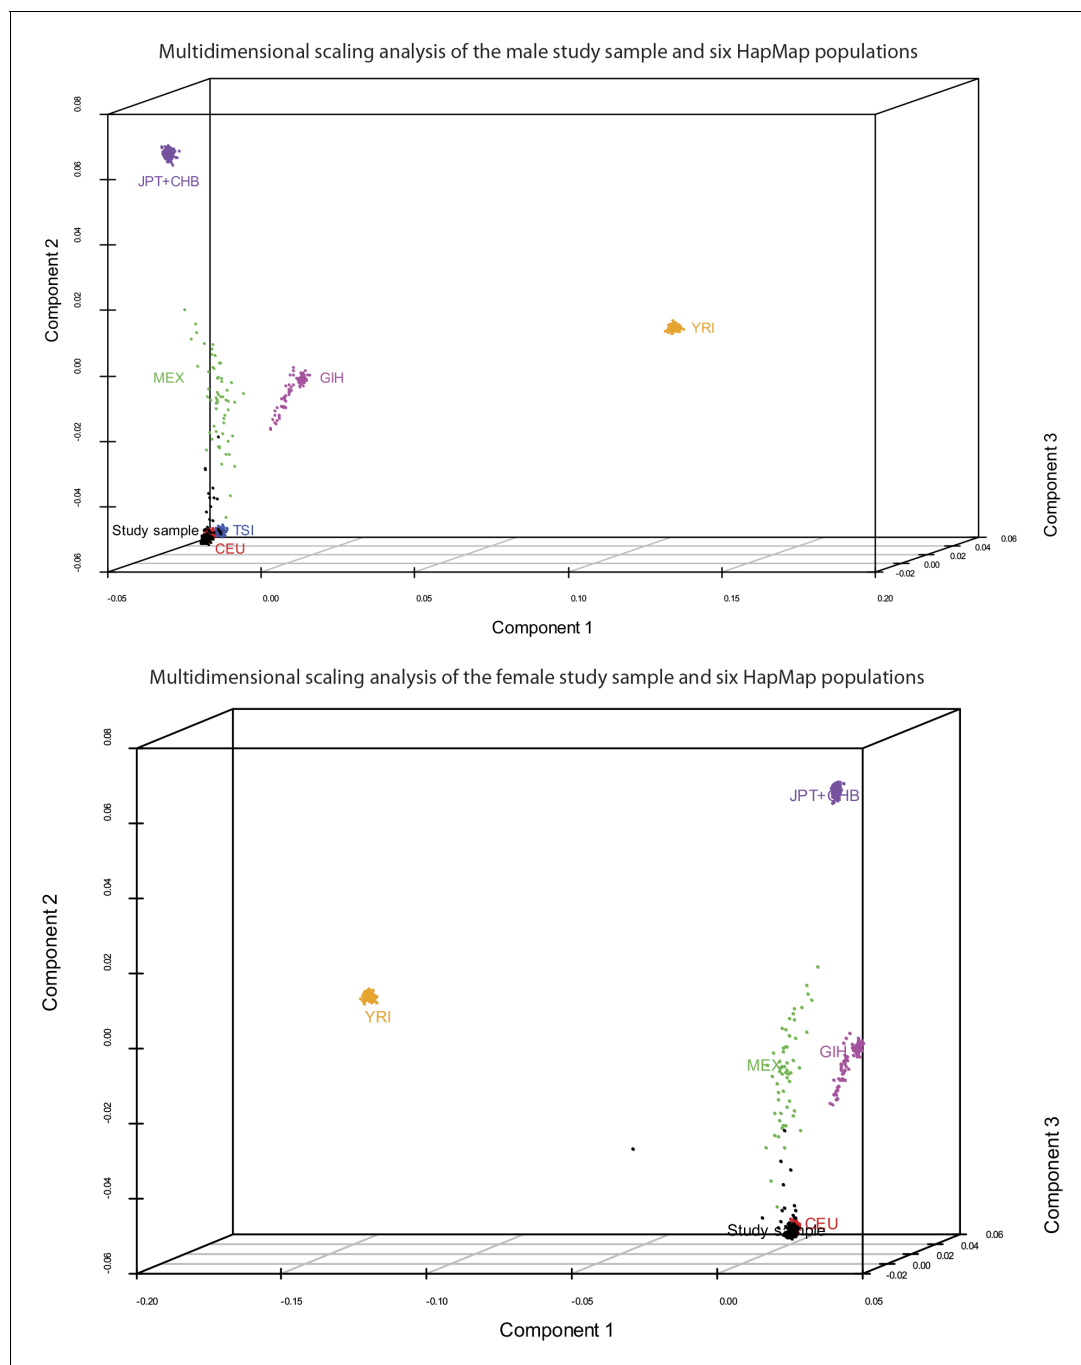 Multidimensional scaling analysis of the male study sample and six HapMap populations
0.08
0.06
0.04
0.02
0.00
-0.02
-0.04
-0.06
Component 2
JPT+CHB
YRI
MEX
GIH
Study sample
TSI
CEU
Component 3
0.06
0.04
0.02
0.00
-0.02
-0.05
0.00
0.05
0.10
0.15
0.20
Component 1
Multidimensional scaling analysis of the female study sample and six HapMap populations
0.08
0.06
0.04
0.02
0.00
-0.02
-0.04
-0.06
Component 2
JPT+CHB
YRI
GIH
MEX
CEU
Study sample
Component 3
0.06
0.04
0.02
0.00
-0.02
-0.20
-0.15
-0.10
-0.05
0.00
0.05
Component 1